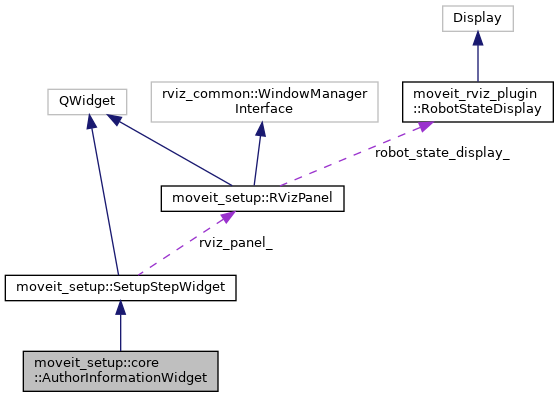 Display
QWidget
rviz_common::WindowManager
Interface
moveit_rviz_plugin
::RobotStateDisplay
robot_state_display_
moveit_setup::RVizPanel
rviz_panel_
moveit_setup::SetupStepWidget
moveit_setup::core
::AuthorInformationWidget